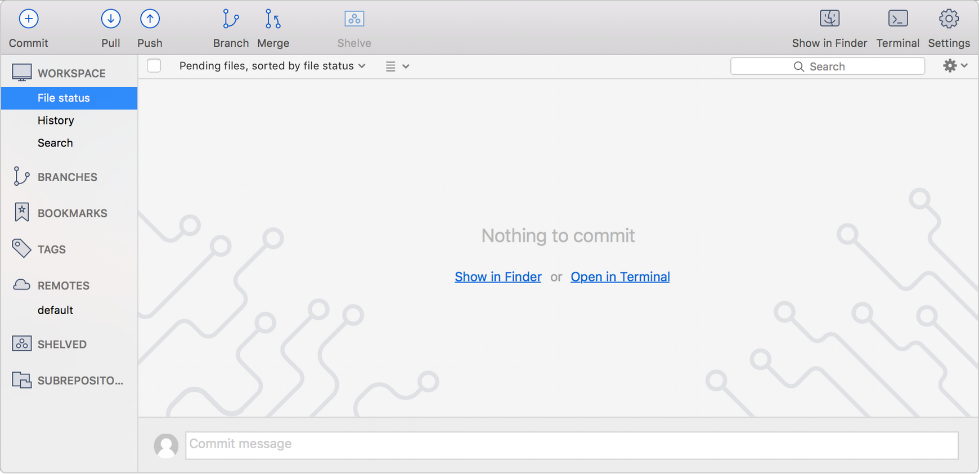 Commit Pull Push Branch Merge Shelve Show in Finder Terminal Settings
WORKSPACE
Pending files, sorted by file status
Search
File status
History
Search
BRANCHES
BOOKMARKS
TAGS
REMOTES
default
SHELVED
SUBREPOSITO...
Nothing to commit
Show in Finder or Open in Terminal
Commit message